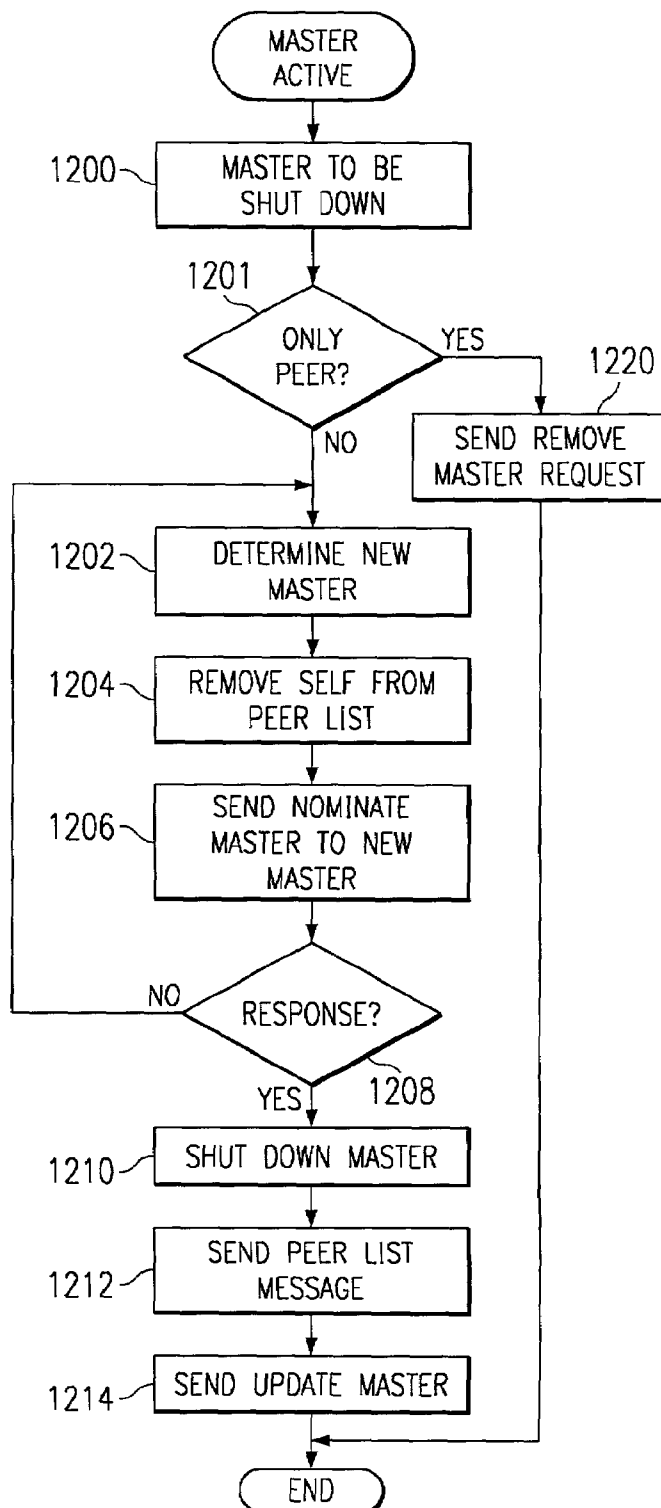 MASTER
ACTIVE
1200
MASTER TO BE
SHUT DOWN
1201
ONLY
PEER?
YES
NO
1220
SEND REMOVE
MASTER REQUEST
1202
DETERMINE NEW
MASTER
1204
REMOVE SELF FROM
PEER LIST
1206
SEND NOMINATE
MASTER TO NEW
MASTER
NO
RESPONSE?
1208
YES
1210
SHUT DOWN MASTER
1212
SEND PEER LIST
MESSAGE
1214
SEND UPDATE MASTER
END